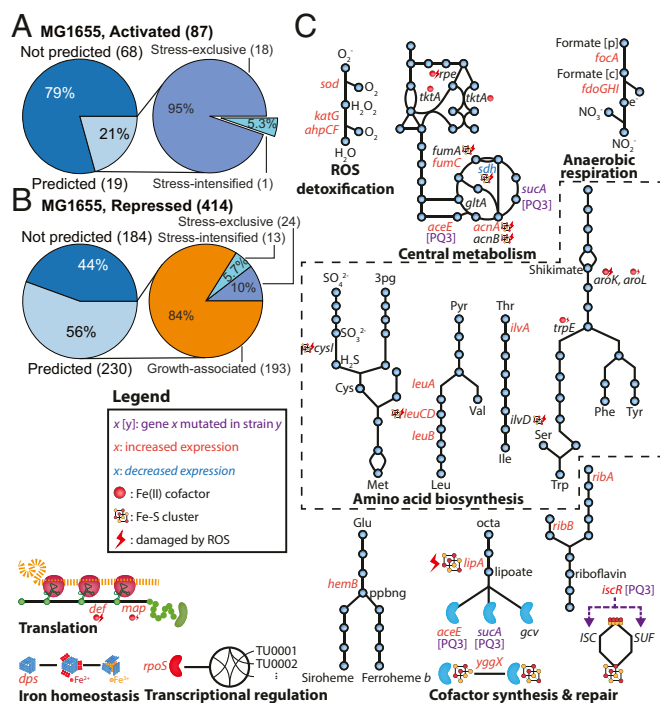 A
MG1655, Activated (87)
Not predicted (68)
Stress-exclusive (18)
79%
95%
21%
5.3%
Predicted (19)
Stress-intensified (1)
B
MG1655, Repressed (414)
Stress-exclusive (24)
Not predicted (184)
Stress-intensified (13)
44%
5.7%
10%
84%
56%
Predicted (230)
Growth-associated (193)
Legend
x [y]: gene x mutated in strain y
x: increased expression
x: decreased expression
: Fe(II) cofactor
: Fe-S cluster
: damaged by ROS
C
O2-
sod
O2
H2O2
katG
ahpCF
O2
H2O
ROS
detoxification
rpe
tktA
tktA
fumA
fumC
sdh
sucA
[PQ3]
gltA
aceE
[PQ3]
acnA
acnB
Central metabolism
Formate [p]
focA
Formate [c]
fdoGHI
e-
NO3-
NO2-
Anaerobic
respiration
SO4 2-
3pg
SO3 2-
cysI
H2S
Cys
leuCD
Met
Pyr
leuA
Val
leuB
Leu
Thr
ilvA
ilvD
Ile
Shikimate
aroK, aroL
trpE
Phe
Tyr
Ser
Trp
Amino acid biosynthesis
def
map
Translation
dps
Fe2+
Fe3+
Iron homeostasis
rpoS
TU0001
TU0002
⋮
Transcriptional regulation
Glu
hemB
ppbng
Siroheme
Ferroheme b
octa
lipA
lipoate
aceE
[PQ3]
sucA
[PQ3]
gcv
yggX
ribA
ribB
riboflavin
iscR [PQ3]
ISC
SUF
Cofactor synthesis & repair